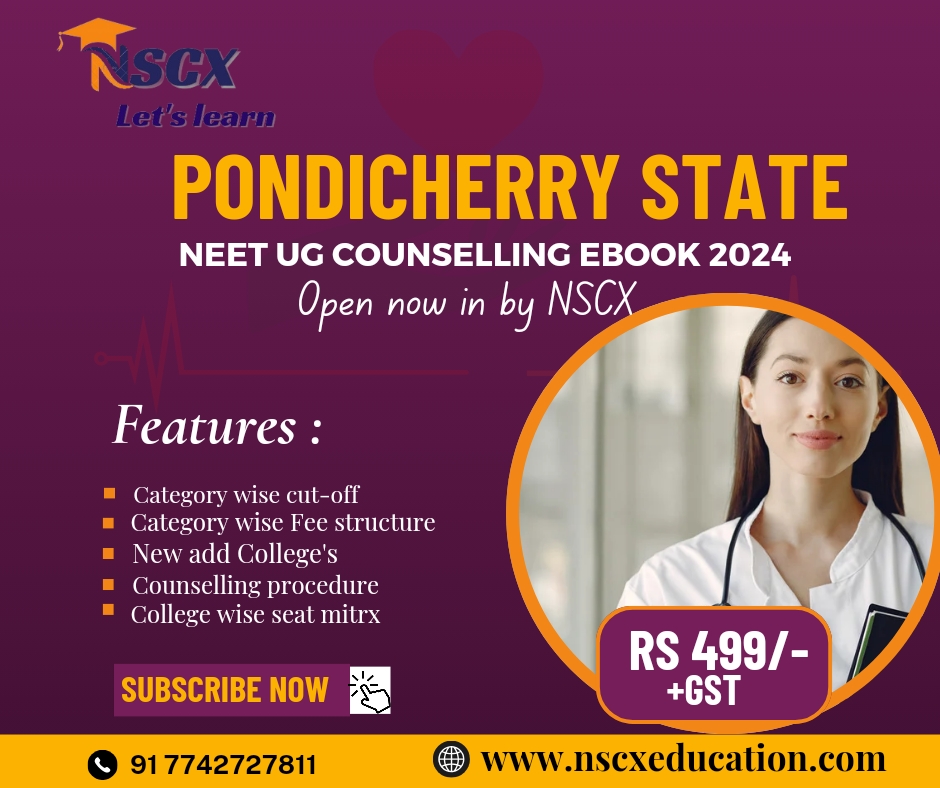 NSCX
Let's learn
PONDICHERRY STATE
NEET UG COUNSELLING EBOOK 2024
Open now in by NSCX
Features :
Category wise cut-off
Category wise Fee structure
New add College's
Counselling procedure
College wise seat mitrx
RS 499/-
+GST
SUBSCRIBE NOW
91 7742727811
www.nscxeducation.com